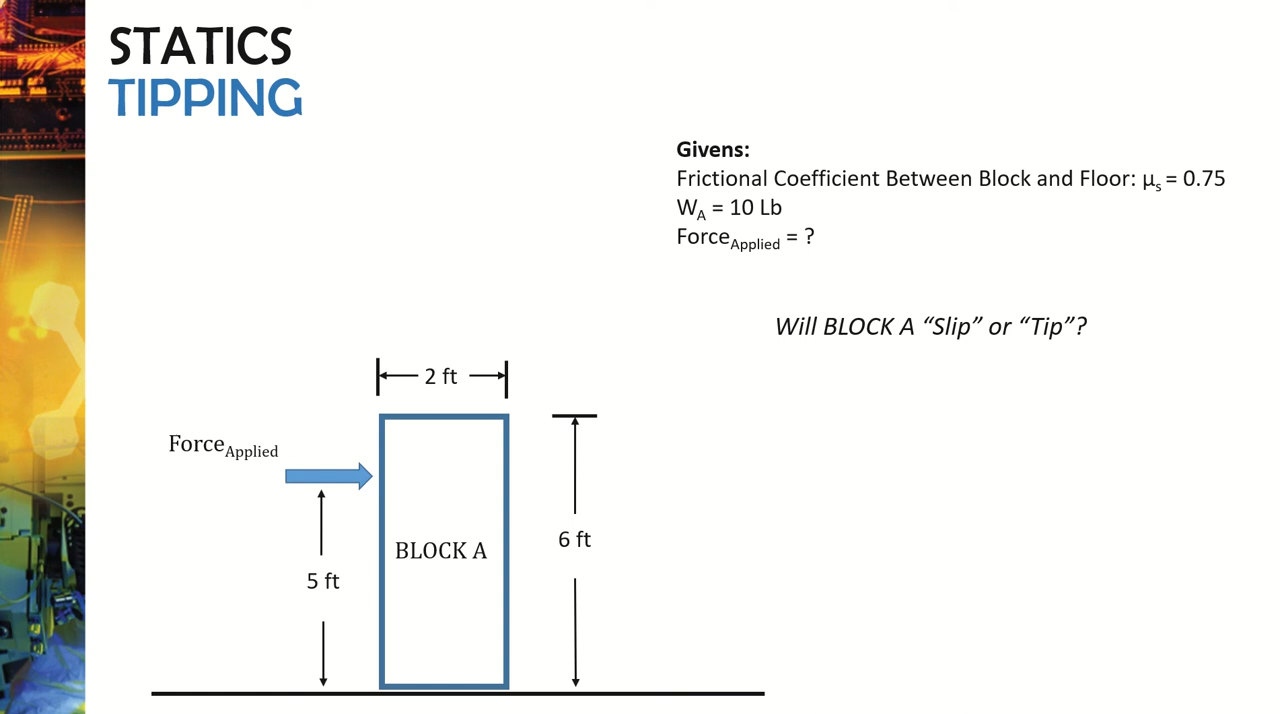 STATICS
TIPPING
Givens:
Frictional Coefficient Between Block and Floor: μs = 0.75
WA = 10 Lb
ForceApplied = ?
Will BLOCK A “Slip” or “Tip”?
2 ft
ForceApplied
6 ft
BLOCK A
5 ft